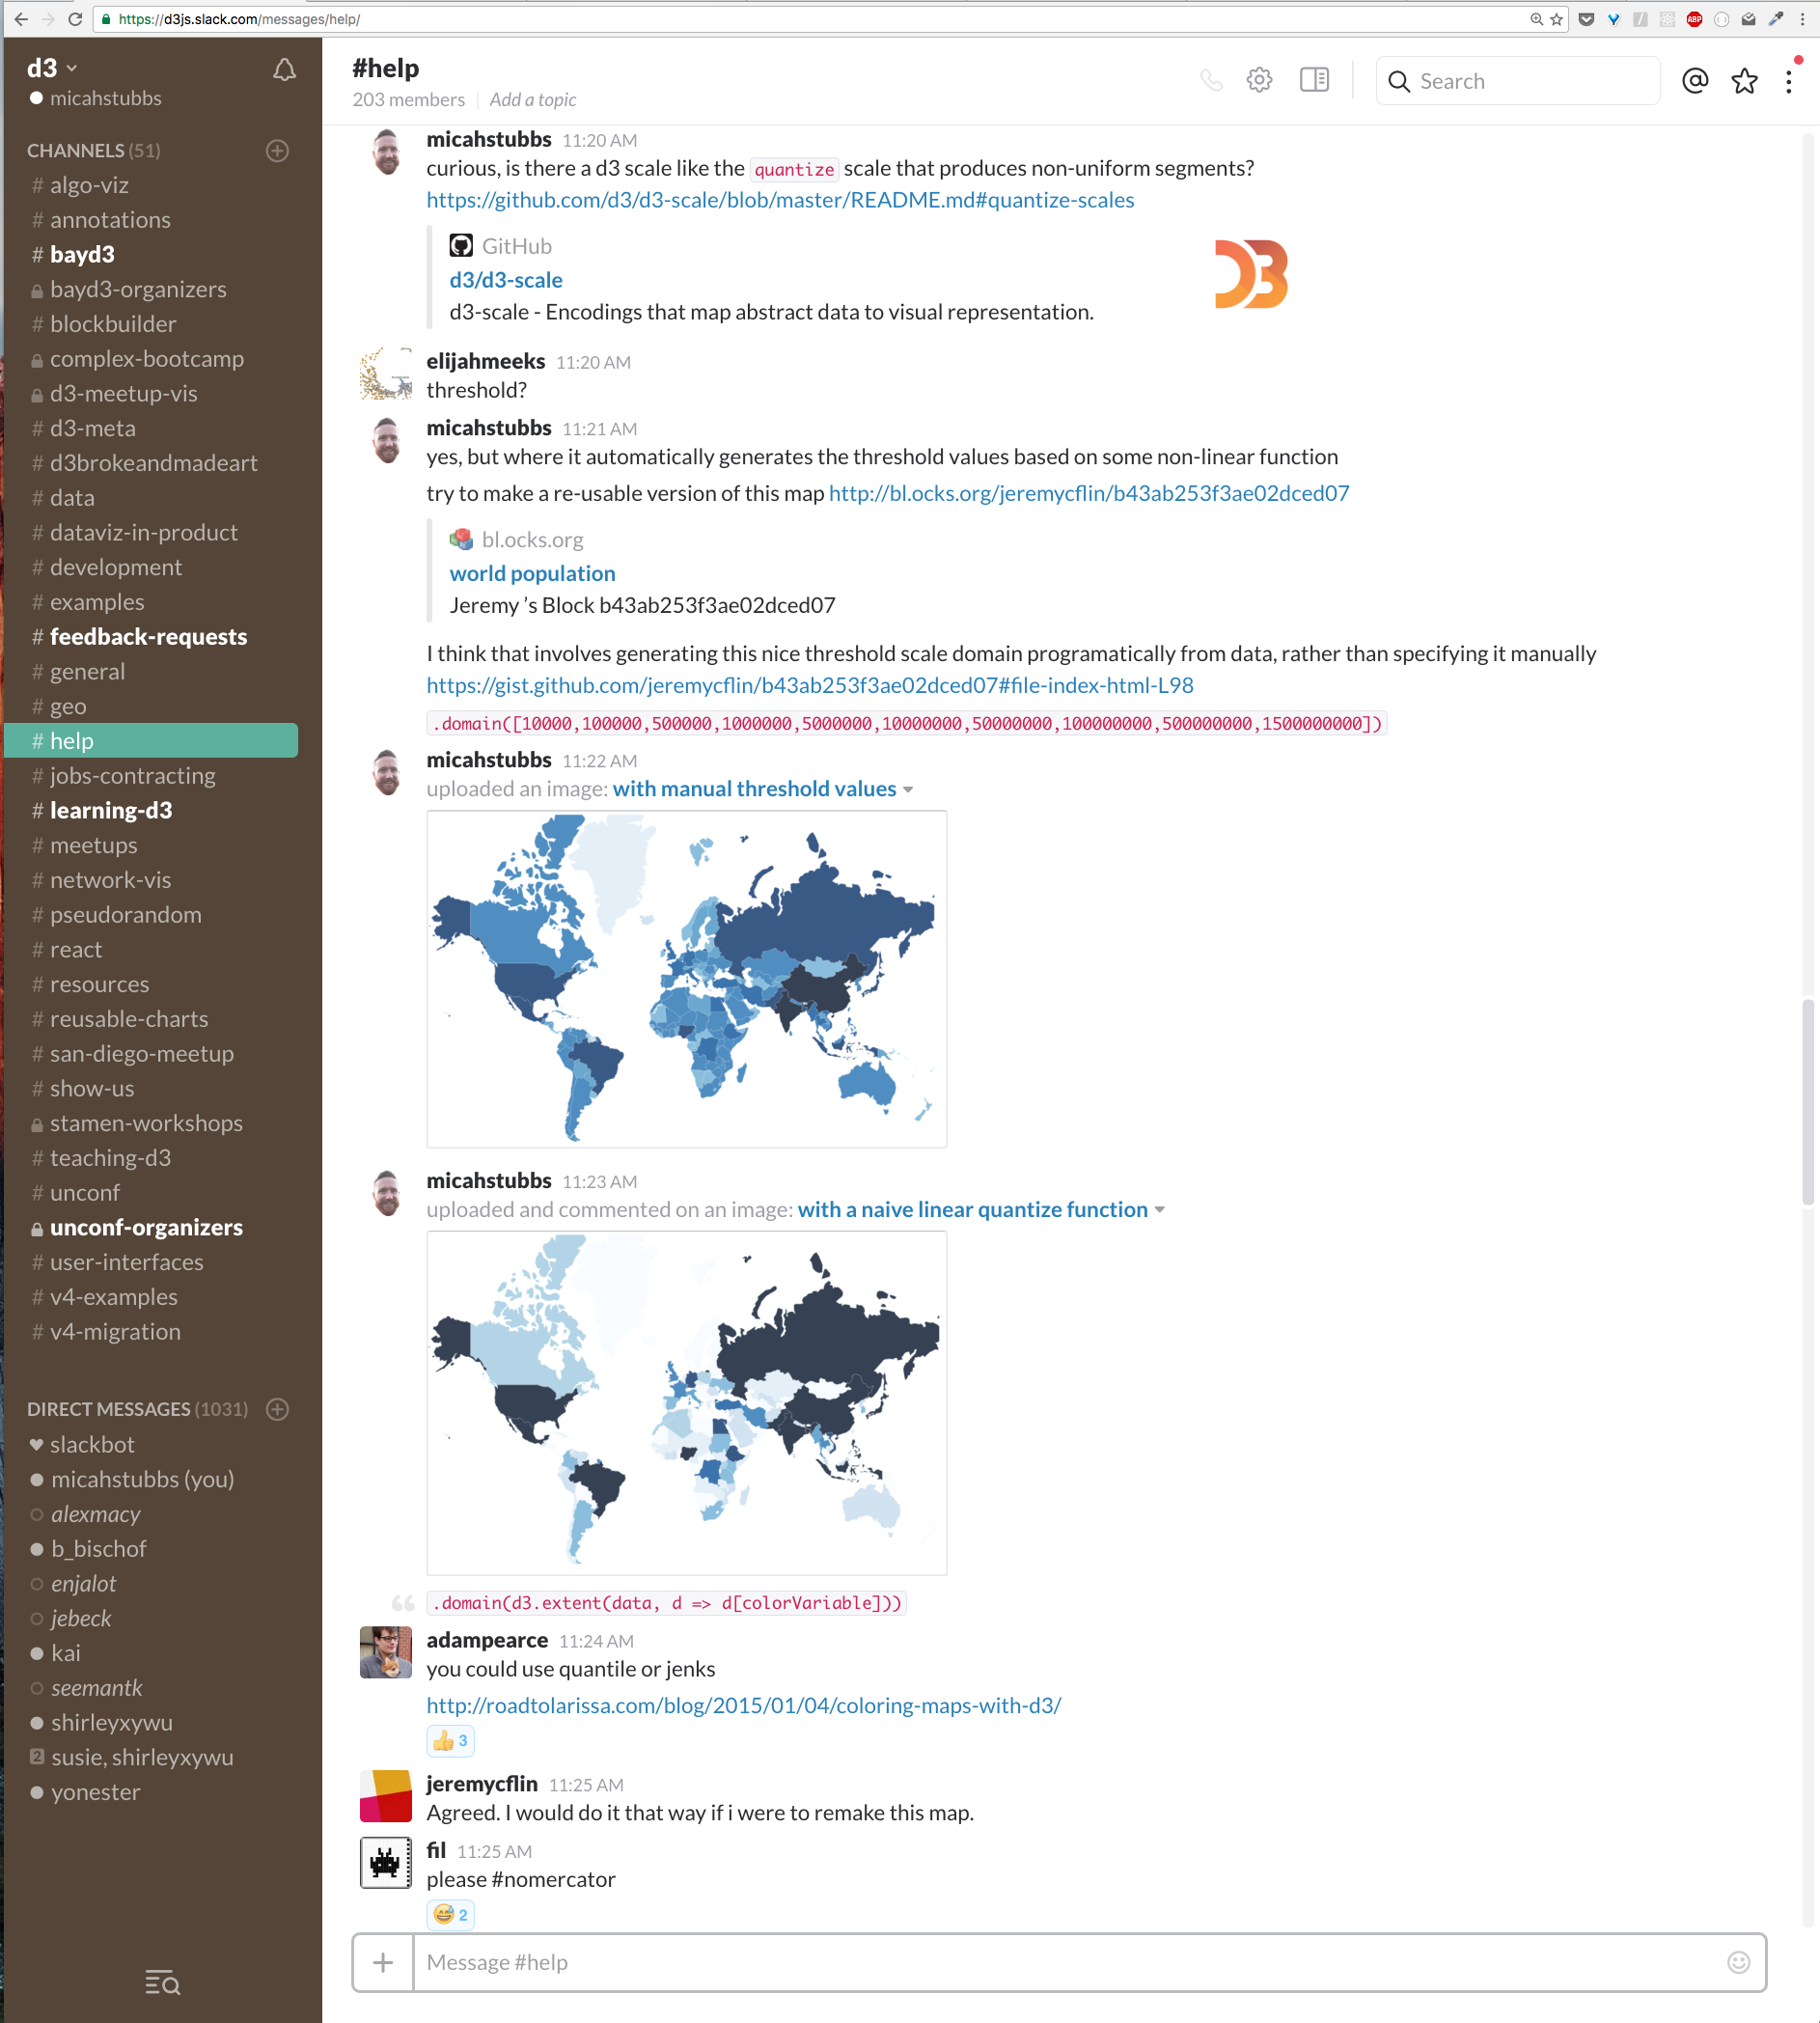 https://d3js.slack.com/messages/help/
ABP
d3
micahstubbs
CHANNELS (51)
# algo-viz
# annotations
# bayd3
bayd3-organizers
# blockbuilder
complex-bootcamp
d3-meetup-vis
# d3-meta
# d3brokeandmadeart
# data
# dataviz-in-product
# development
# examples
# feedback-requests
# general
# geo
# help
# jobs-contracting
# learning-d3
# meetups
# network-vis
# pseudorandom
# react
# resources
# reusable-charts
# san-diego-meetup
# show-us
stamen-workshops
# teaching-d3
# unconf
unconf-organizers
# user-interfaces
# v4-examples
# v4-migration
DIRECT MESSAGES (1031)
slackbot
micahstubbs (you)
alexmacy
b_bischof
enjalot
jebeck
kai
seemantk
shirleyxywu
2 susie, shirleyxywu
yonester
#help
203 members | Add a topic
Search
micahstubbs 11:20 AM
curious, is there a d3 scale like the quantize scale that produces non-uniform segments?
https://github.com/d3/d3-scale/blob/master/README.md#quantize-scales
GitHub
d3/d3-scale
d3-scale - Encodings that map abstract data to visual representation.
elijahmeeks 11:20 AM
threshold?
micahstubbs 11:21 AM
yes, but where it automatically generates the threshold values based on some non-linear function
try to make a re-usable version of this map http://bl.ocks.org/jeremycflin/b43ab253f3ae02dced07
bl.ocks.org
world population
Jeremy ’s Block b43ab253f3ae02dced07
I think that involves generating this nice threshold scale domain programatically from data, rather than specifying it manually
https://gist.github.com/jeremycflin/b43ab253f3ae02dced07#file-index-html-L98
.domain([10000,100000,500000,1000000,5000000,10000000,50000000,100000000,500000000,1500000000])
micahstubbs 11:22 AM
uploaded an image: with manual threshold values
micahstubbs 11:23 AM
uploaded and commented on an image: with a naive linear quantize function
.domain(d3.extent(data, d => d[colorVariable]))
adampearce 11:24 AM
you could use quantile or jenks
http://roadtolarissa.com/blog/2015/01/04/coloring-maps-with-d3/
3
jeremycflin 11:25 AM
Agreed. I would do it that way if i were to remake this map.
fil 11:25 AM
please #nomercator
2
Message #help